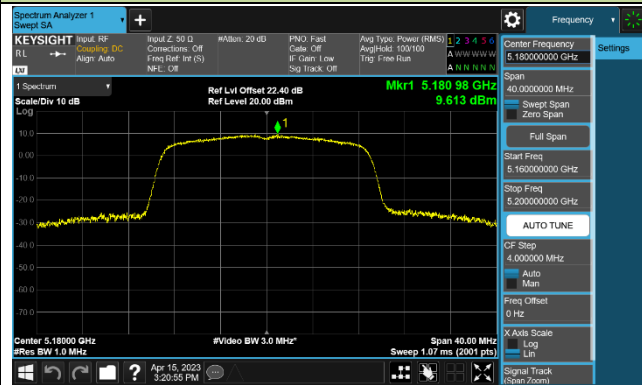 Spectrum Analyzer 1
Swept SA
Frequency
KEYSIGHT
RL
LXI
Input: RF
Coupling: DC
Align: Auto
Input Z: 50 Ω
Corrections: Off
Freq Ref: Int (S)
NFE: Off
#Atten: 20 dB
PNO: Fast
Gate: Off
IF Gain: Low
Sig Track: Off
Avg Type: Power (RMS)
Avg|Hold: 100/100
Trig: Free Run
1 2 3 4 5 6
A W W W W W
A N N N N N
1 Spectrum
Scale/Div 10 dB
Log
Ref Lvl Offset 22.40 dB
Ref Level 20.00 dBm
Mkr1 5.180 98 GHz
9.613 dBm
1
10.0
0.00
-10.0
-20.0
-30.0
-40.0
-50.0
-60.0
-70.0
Center 5.18000 GHz
#Res BW 1.0 MHz
#Video BW 3.0 MHz*
Span 40.00 MHz
Sweep 1.07 ms (2001 pts)
Center Frequency
5.180000000 GHz
Span
40.0000000 MHz
Swept Span
Zero Span
Full Span
Start Freq
5.160000000 GHz
Stop Freq
5.200000000 GHz
AUTO TUNE
CF Step
4.000000 MHz
Auto
Man
Freq Offset
0 Hz
X Axis Scale
Log
Lin
Signal Track
(Span Zoom)
Settings
?
Apr 15, 2023
3:20:55 PM